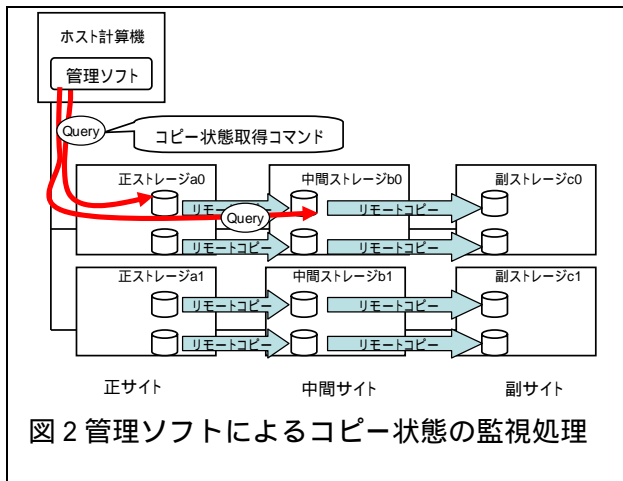 ホスト計算機
管理ソフト
Query
コピー状態取得コマンド
正ストレージa0
中間ストレージb0
副ストレージc0
リモートコピー
リモートコピー
Query
リモートコピー
リモートコピー
正ストレージa1
中間ストレージb1
副ストレージc1
リモートコピー
リモートコピー
リモートコピー
リモートコピー
正サイト
中間サイト
副サイト
図2 管理ソフトによるコピー状態の監視処理